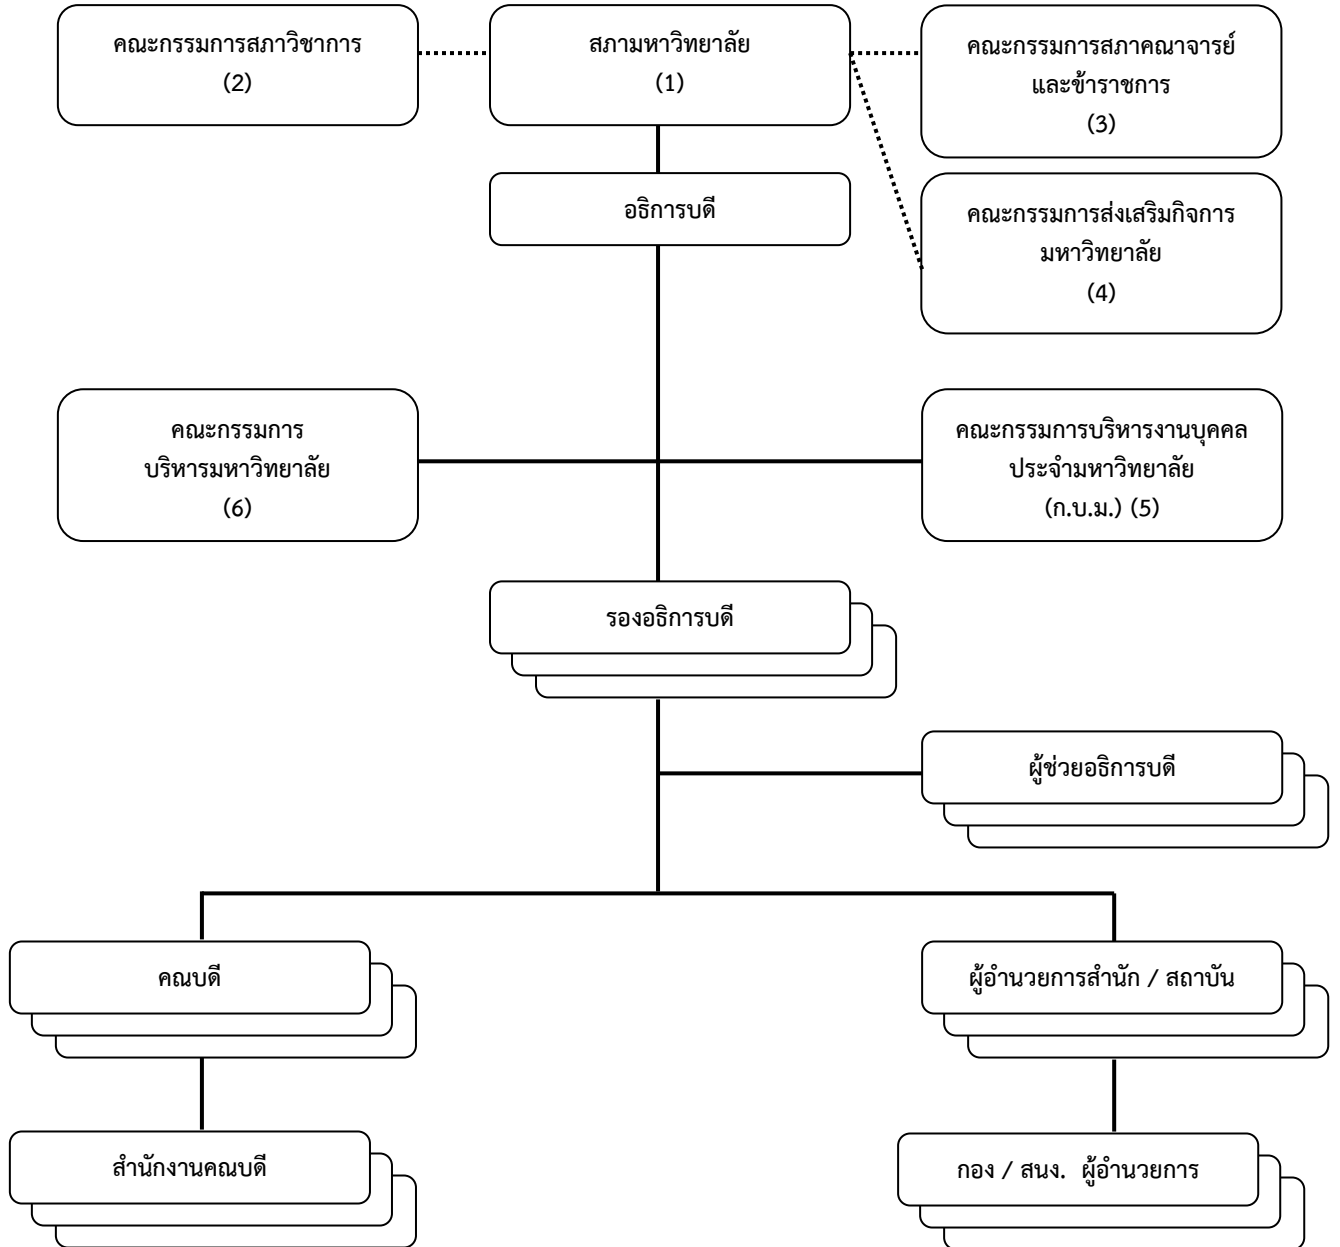 คณะกรรมการสภาวิชาการ
(2)
สภามหาวิทยาลัย
(1)
คณะกรรมการสภาคณาจารย์
และข้าราชการ
(3)
อธิการบดี
คณะกรรมการส่งเสริมกิจการ
มหาวิทยาลัย
(4)
คณะกรรมการ
บริหารมหาวิทยาลัย
(6)
คณะกรรมการบริหารงานบุคคล
ประจำมหาวิทยาลัย
(ก.บ.ม.) (5)
รองอธิการบดี
ผู้ช่วยอธิการบดี
คณบดี
ผู้อำนวยการสำนัก / สถาบัน
สำนักงานคณบดี
กอง / สนง. ผู้อำนวยการ